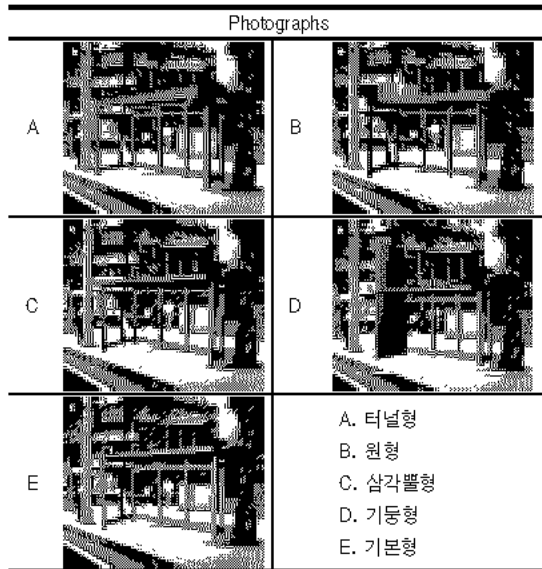 Photographs
A
B
C
D
E
A. 터널형
B. 원형
C. 삼각뿔형
D. 기둥형
E. 기본형